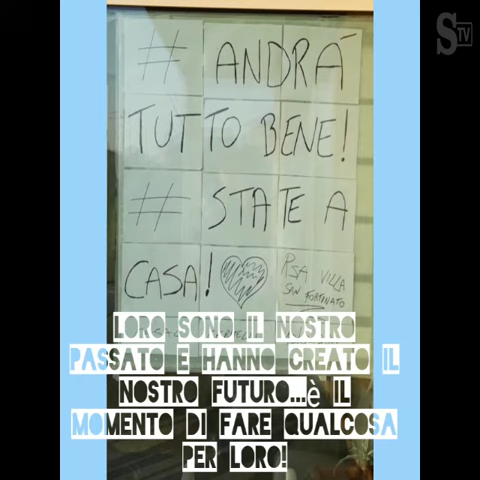 STV
# ANDRÁ
TUTTO BENE!
# STATE A
CASA!
RSA VILLA
SAN FORTUNATO
LORO SONO IL NOSTRO
PASSATO E HANNO CREATO IL
NOSTRO FUTURO...è IL
MOMENTO DI FARE QUALCOSA
PER LORO!